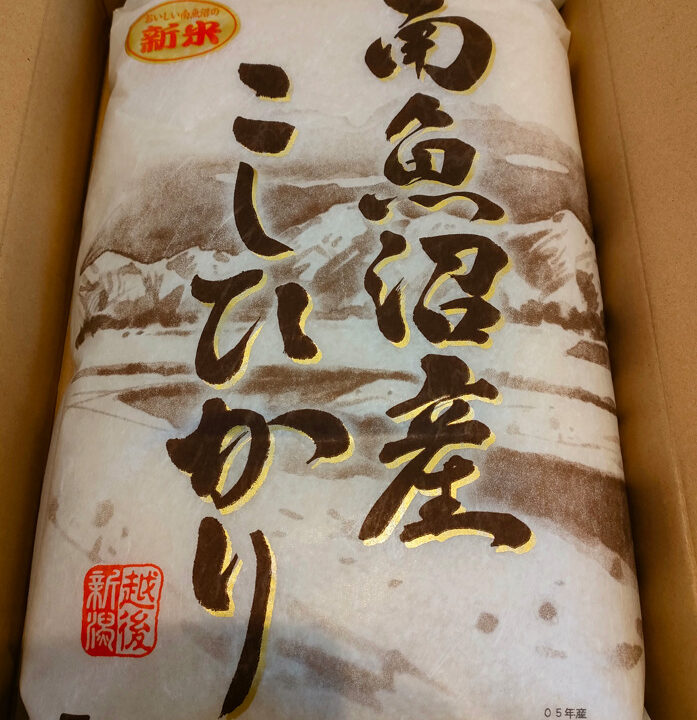 おいしい南魚沼の
新米
南魚沼産
こしひかり
越後
新潟
05年産